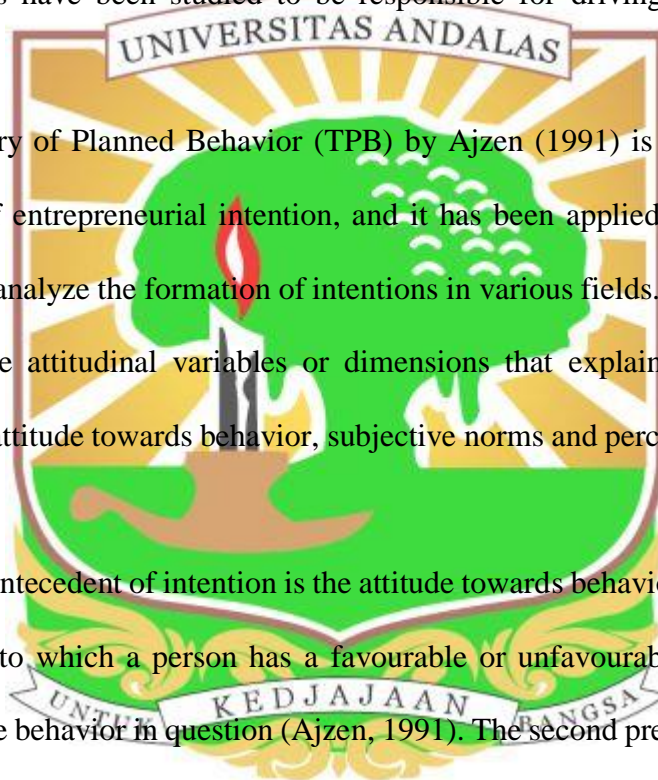 s have been studied to be responsible for driving
UNIVERSITAS ANDALAS
ry of Planned Behavior (TPB) by Ajzen (1991) is
f entrepreneurial intention, and it has been applied
analyze the formation of intentions in various fields.
e attitudinal variables or dimensions that explain
attitude towards behavior, subjective norms and perc
ntecedent of intention is the attitude towards behavio
to which a person has a favourable or unfavourab
UNTUK KEDJAJAAN BANGSA
e behavior in question (Ajzen, 1991). The second pre